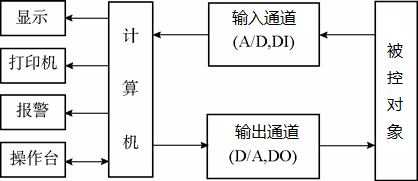 显示
打印机
报警
操作台
计
算
机
输入通道
(A/D,DI)
输出通道
(D/A,DO)
被
控
对
象